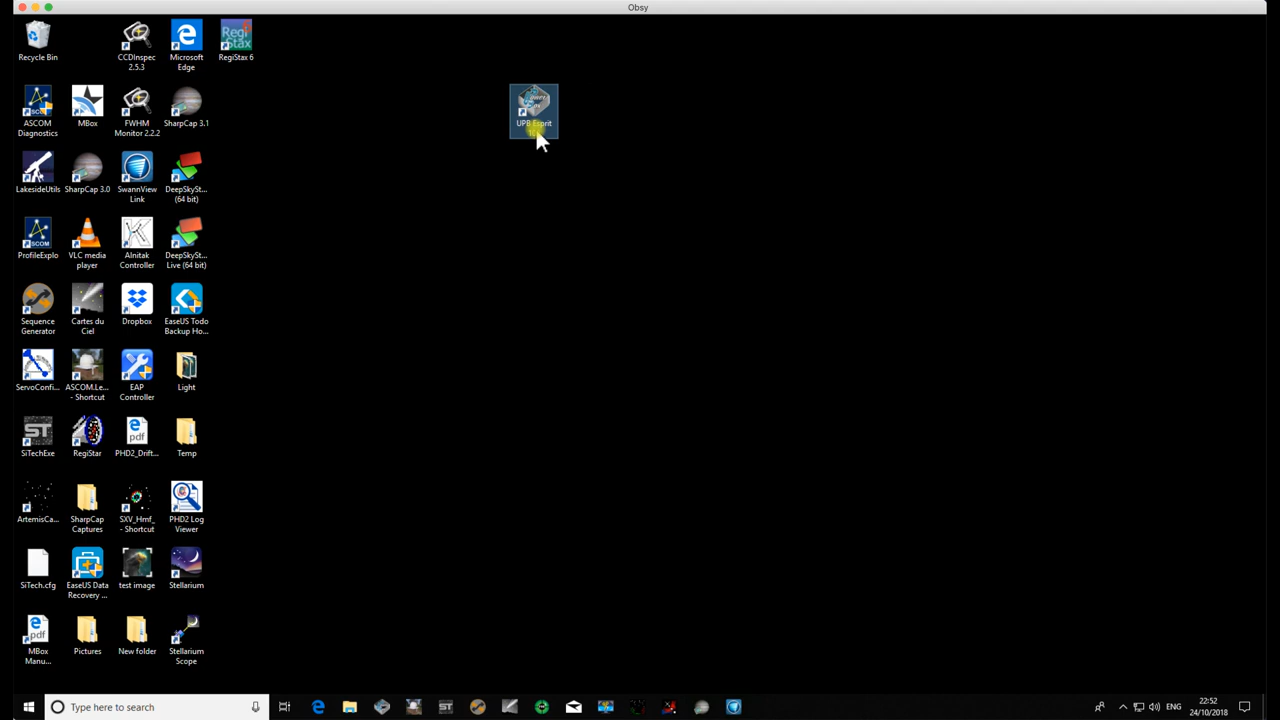 Obsy
Recycle Bin
CCDInspec
2.5.3
Microsoft
Edge
RegiStax 6
ASCOM
Diagnostics
MBox
FWHM
Monitor 2.2.2
SharpCap 3.1
UPB Esprit
LakesideUtils
SharpCap 3.0
SwannView
Link
DeepSkySt...
(64 bit)
ProfileExplo
VLC media
player
Alnitak
Controller
DeepSkySt...
Live (64 bit)
Sequence
Generator
Cartes du
Ciel
Dropbox
EaseUS Todo
Backup Ho...
ServoConfi...
ASCOM.Le...
- Shortcut
EAP
Controller
Light
SiTechExe
RegiStar
PHD2_Drift...
Temp
ArtemisCa...
SharpCap
Captures
SXV_Hmf_
- Shortcut
PHD2 Log
Viewer
SiTech.cfg
EaseUS Data
Recovery ...
test image
Stellarium
MBox
Manu...
Pictures
New folder
Stellarium
Scope
Type here to search
ENG
22:52
24/10/2018